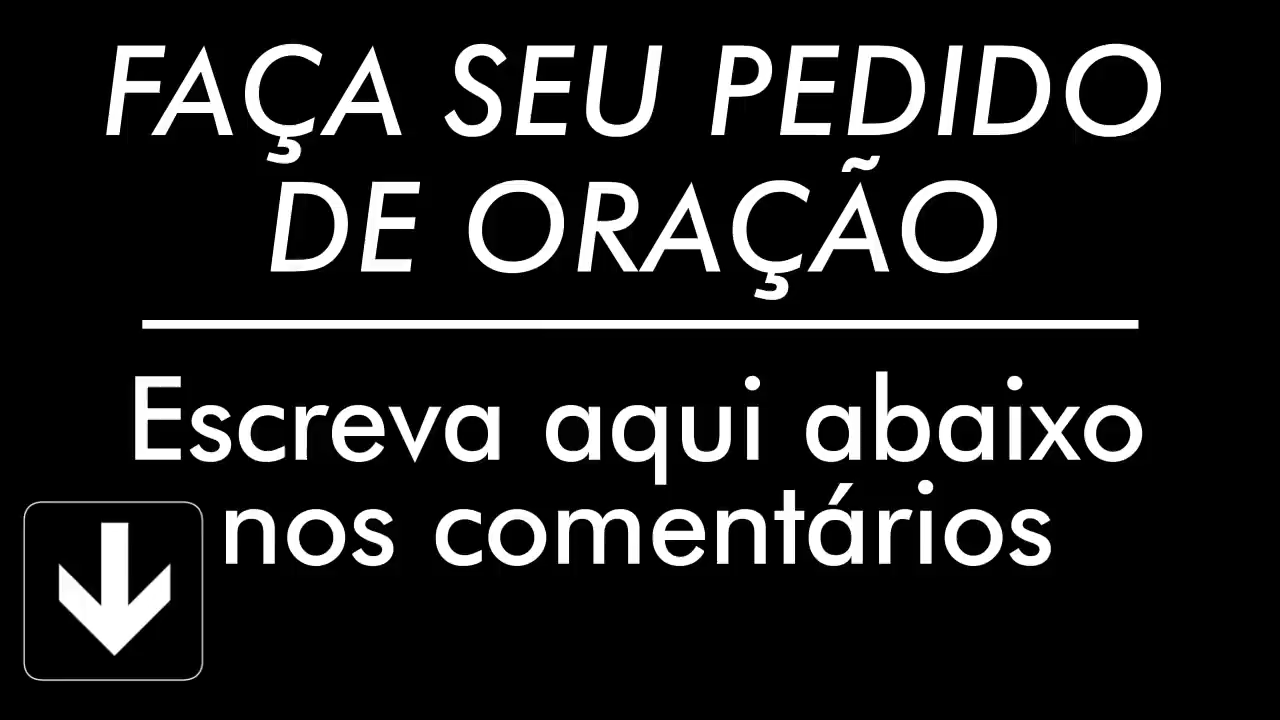 FAÇA SEU PEDIDO
DE ORAÇÃO
Escreva aqui abaixo
nos comentários